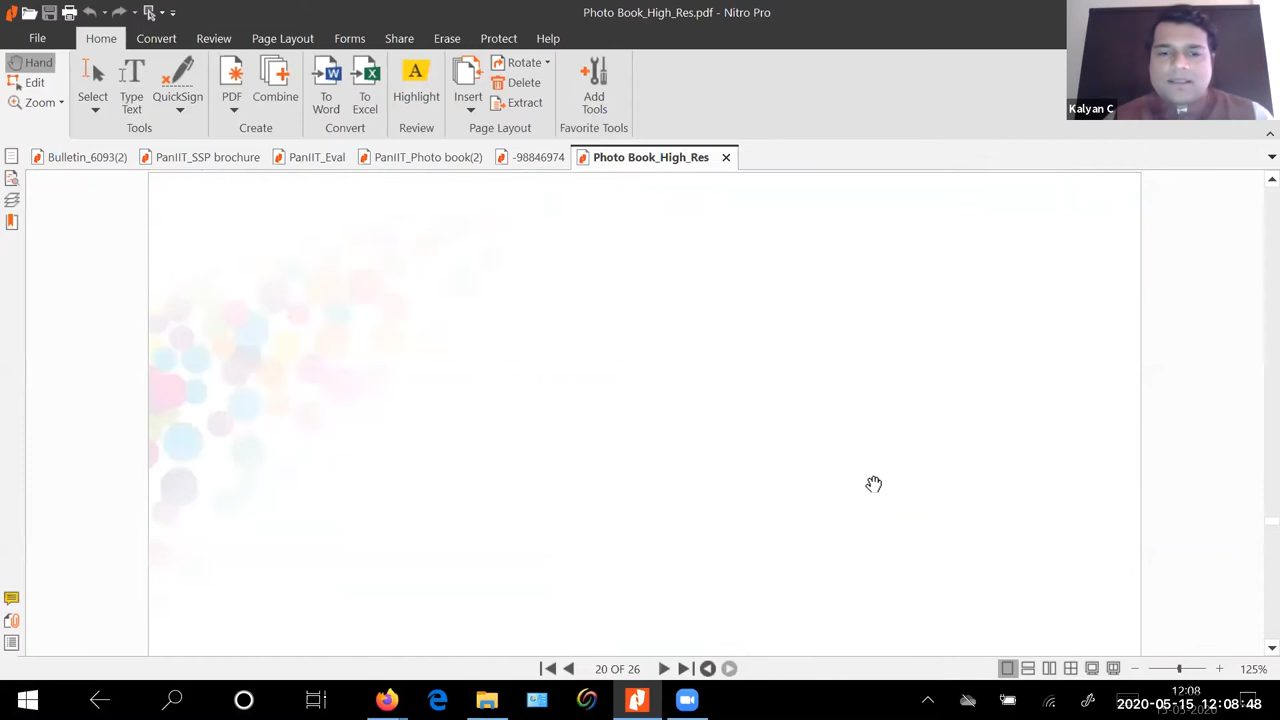 Photo Book_High_Res.pdf - Nitro Pro
File Home Convert Review Page Layout Forms Share Erase Protect Help
Hand
Edit
Zoom
Select
Type Text
QuickSign
Tools
PDF
Combine
Create
To Word
To Excel
Convert
A
Highlight
Review
Insert
Rotate
Delete
Extract
Page Layout
Add Tools
Favorite Tools
Kalyan C
Bulletin_6093(2) PanIIT_SSP brochure PanIIT_Eval PanIIT_Photo book(2) -98846974 Photo Book_High_Res
20 OF 26
125%
12:08
2020-05-15 12:08:48